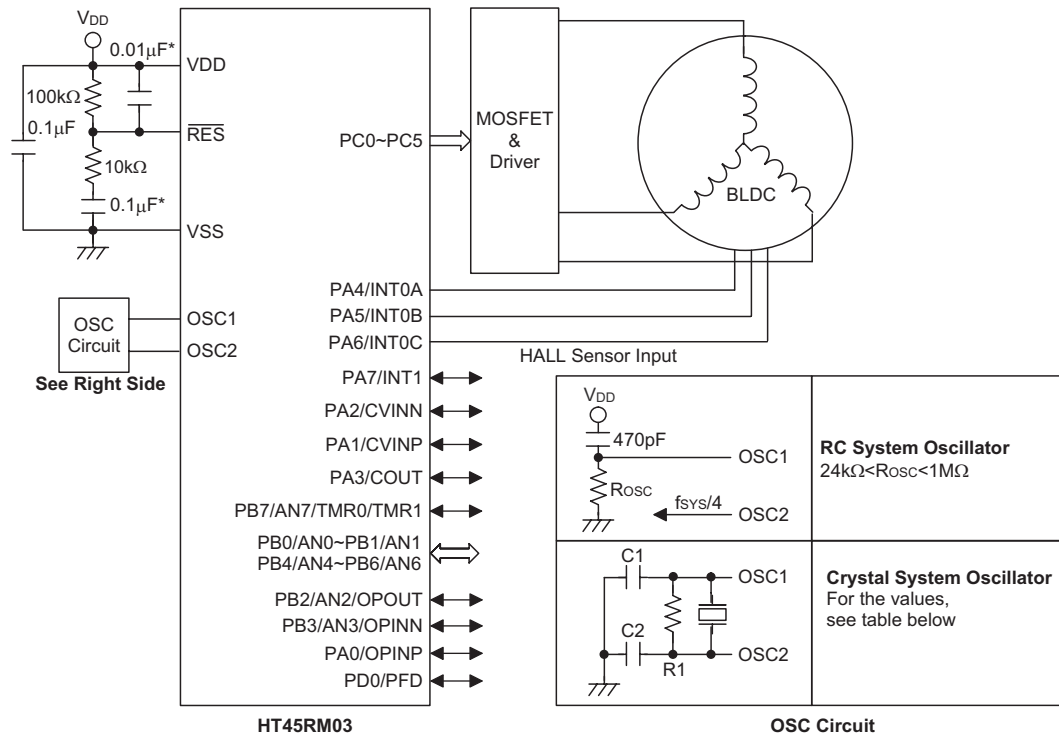 VDD
0.01µF*
VDD
100kΩ
0.1µF
RES
10kΩ
0.1µF*
VSS
OSC
Circuit
See Right Side
OSC1
OSC2
PC0~PC5
MOSFET
&
Driver
BLDC
PA4/INT0A
PA5/INT0B
PA6/INT0C
HALL Sensor Input
PA7/INT1
PA2/CVINN
PA1/CVINP
PA3/COUT
PB7/AN7/TMR0/TMR1
PB0/AN0~PB1/AN1
PB4/AN4~PB6/AN6
PB2/AN2/OPOUT
PB3/AN3/OPINN
PA0/OPINP
PD0/PFD
HT45RM03
VDD
470pF
OSC1
ROSC
fSYS/4
OSC2
RC System Oscillator
24kΩ<ROSC<1MΩ
C1
OSC1
C2
OSC2
R1
Crystal System Oscillator
For the values,
see table below
OSC Circuit